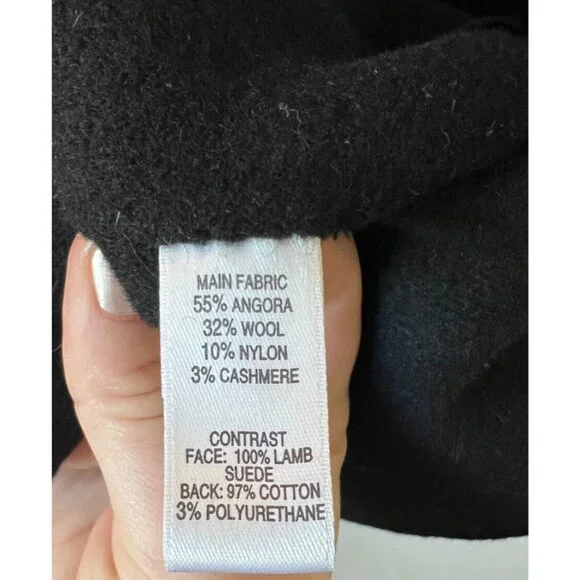 MAIN FABRIC
55% ANGORA
32% WOOL
10% NYLON
3% CASHMERE
CONTRAST
FACE: 100% LAMB
SUEDE
BACK: 97% COTTON
3% POLYURETHANE